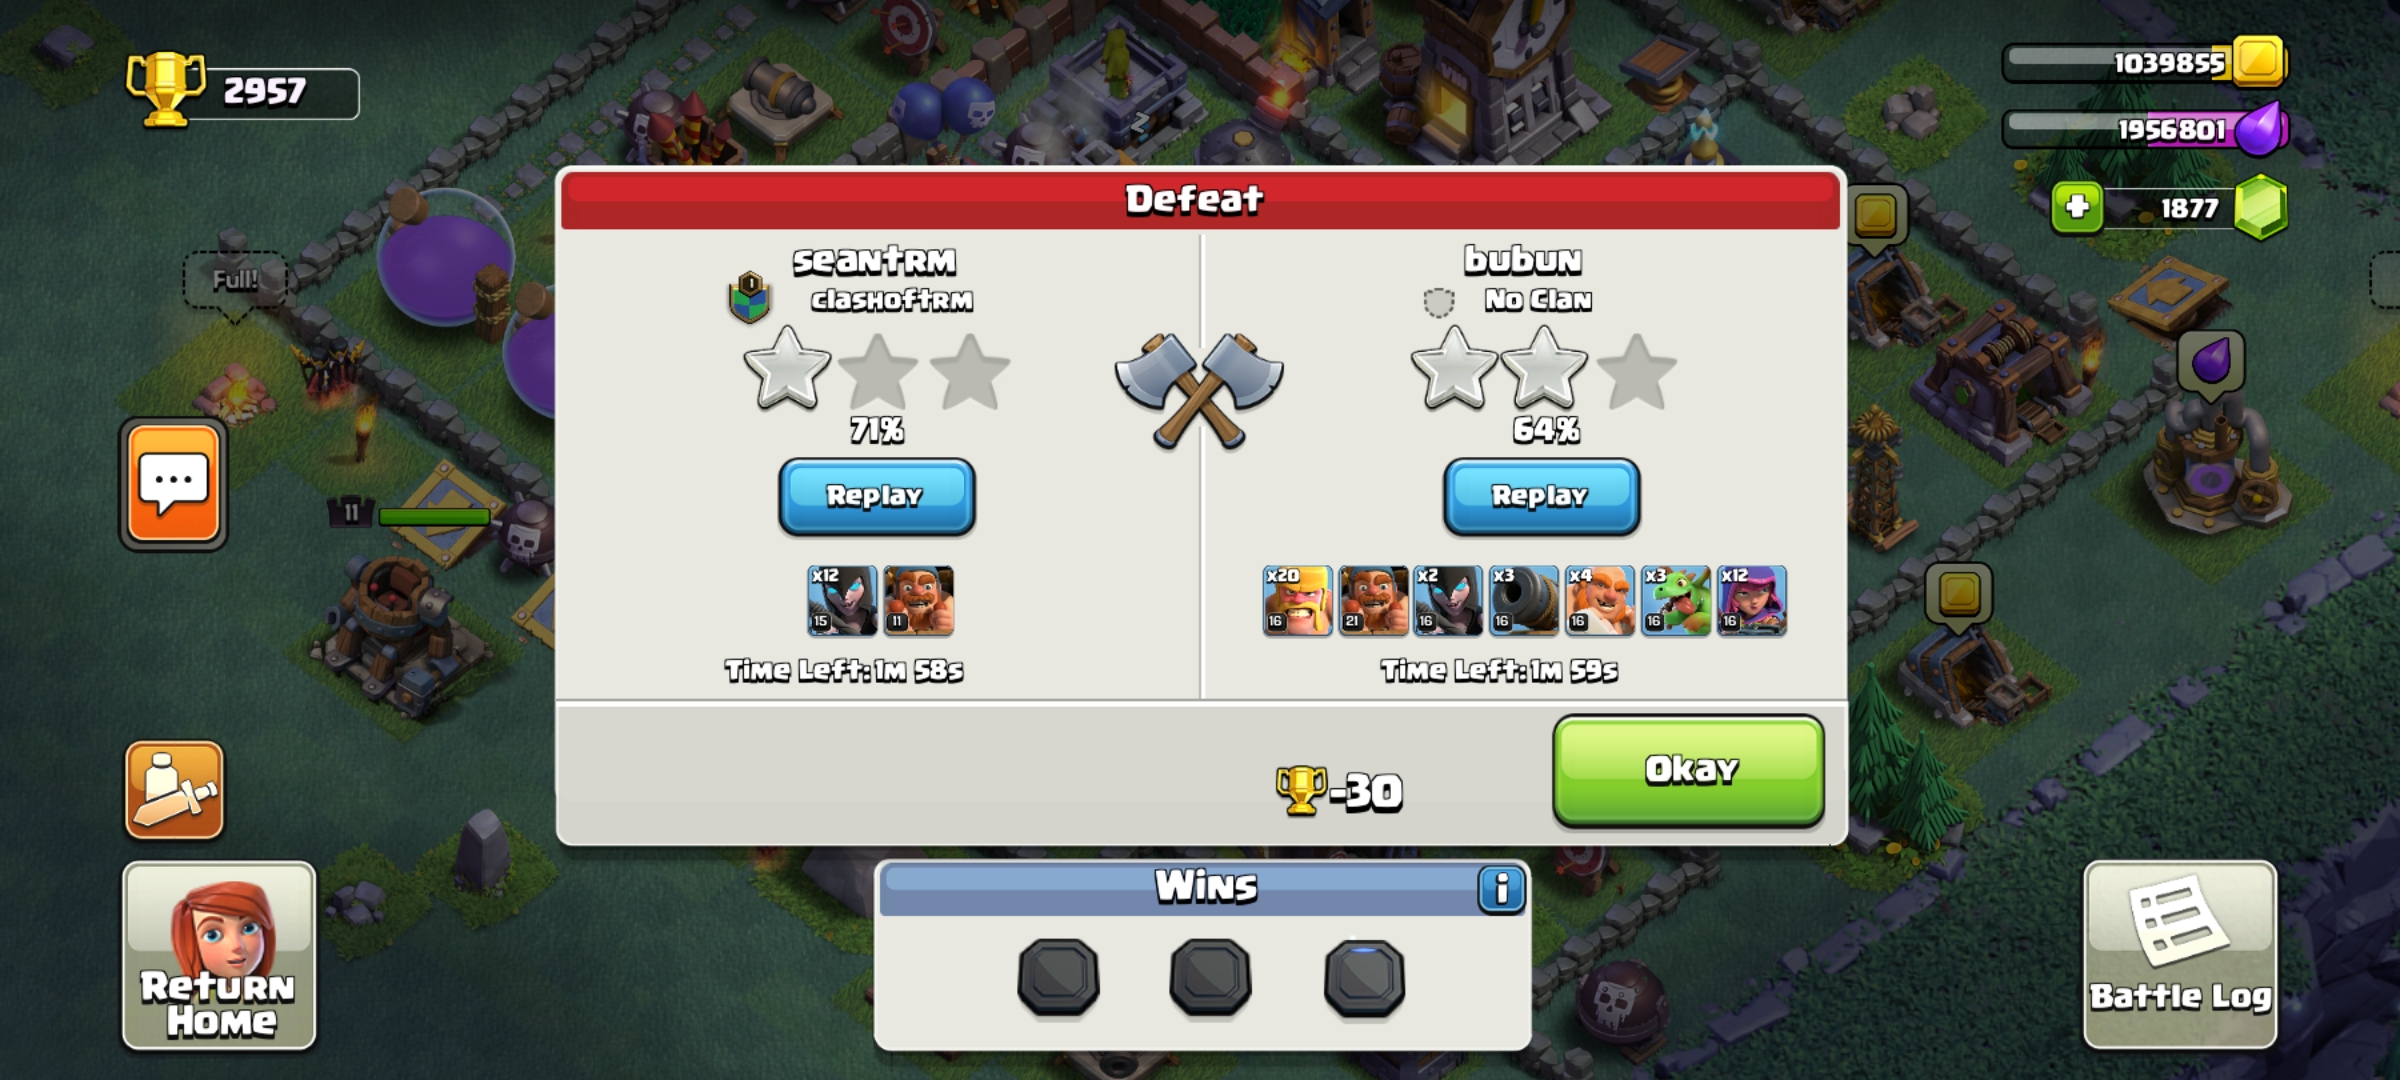 2957
1039855
1956801
1877
Full!
11
Defeat
seantrm
clashoftrm
1
71%
Replay
x12
15
11
Time Left: 1m 58s
bubun
No Clan
64%
Replay
x20
16
21
x2
16
x3
16
x4
16
x3
16
x12
16
Time Left: 1m 59s
-30
Okay
Wins
i
Return
Home
Battle Log